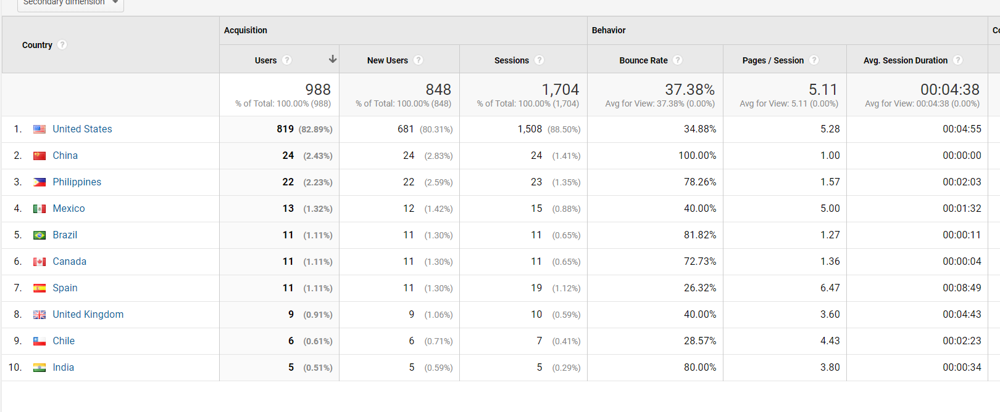 Secondary dimension
Country ?
Acquisition
Behavior
Users ?
New Users ?
Sessions ?
Bounce Rate ?
Pages / Session ?
Avg. Session Duration ?
988 848 1,704 37.38% 5.11 00:04:38
% of Total: 100.00% (988) % of Total: 100.00% (848) % of Total: 100.00% (1,704) Avg for View: 37.38% (0.00%) Avg for View: 5.11 (0.00%) Avg for View: 00:04:38 (0.00%)
1. United States 819 (82.89%) 681 (80.31%) 1,508 (88.50%) 34.88% 5.28 00:04:55
2. China 24 (2.43%) 24 (2.83%) 24 (1.41%) 100.00% 1.00 00:00:00
3. Philippines 22 (2.23%) 22 (2.59%) 23 (1.35%) 78.26% 1.57 00:02:03
4. Mexico 13 (1.32%) 12 (1.42%) 15 (0.88%) 40.00% 5.00 00:01:32
5. Brazil 11 (1.11%) 11 (1.30%) 11 (0.65%) 81.82% 1.27 00:00:11
6. Canada 11 (1.11%) 11 (1.30%) 11 (0.65%) 72.73% 1.36 00:00:04
7. Spain 11 (1.11%) 11 (1.30%) 19 (1.12%) 26.32% 6.47 00:08:49
8. United Kingdom 9 (0.91%) 9 (1.06%) 10 (0.59%) 40.00% 3.60 00:04:43
9. Chile 6 (0.61%) 6 (0.71%) 7 (0.41%) 28.57% 4.43 00:02:23
10. India 5 (0.51%) 5 (0.59%) 5 (0.29%) 80.00% 3.80 00:00:34